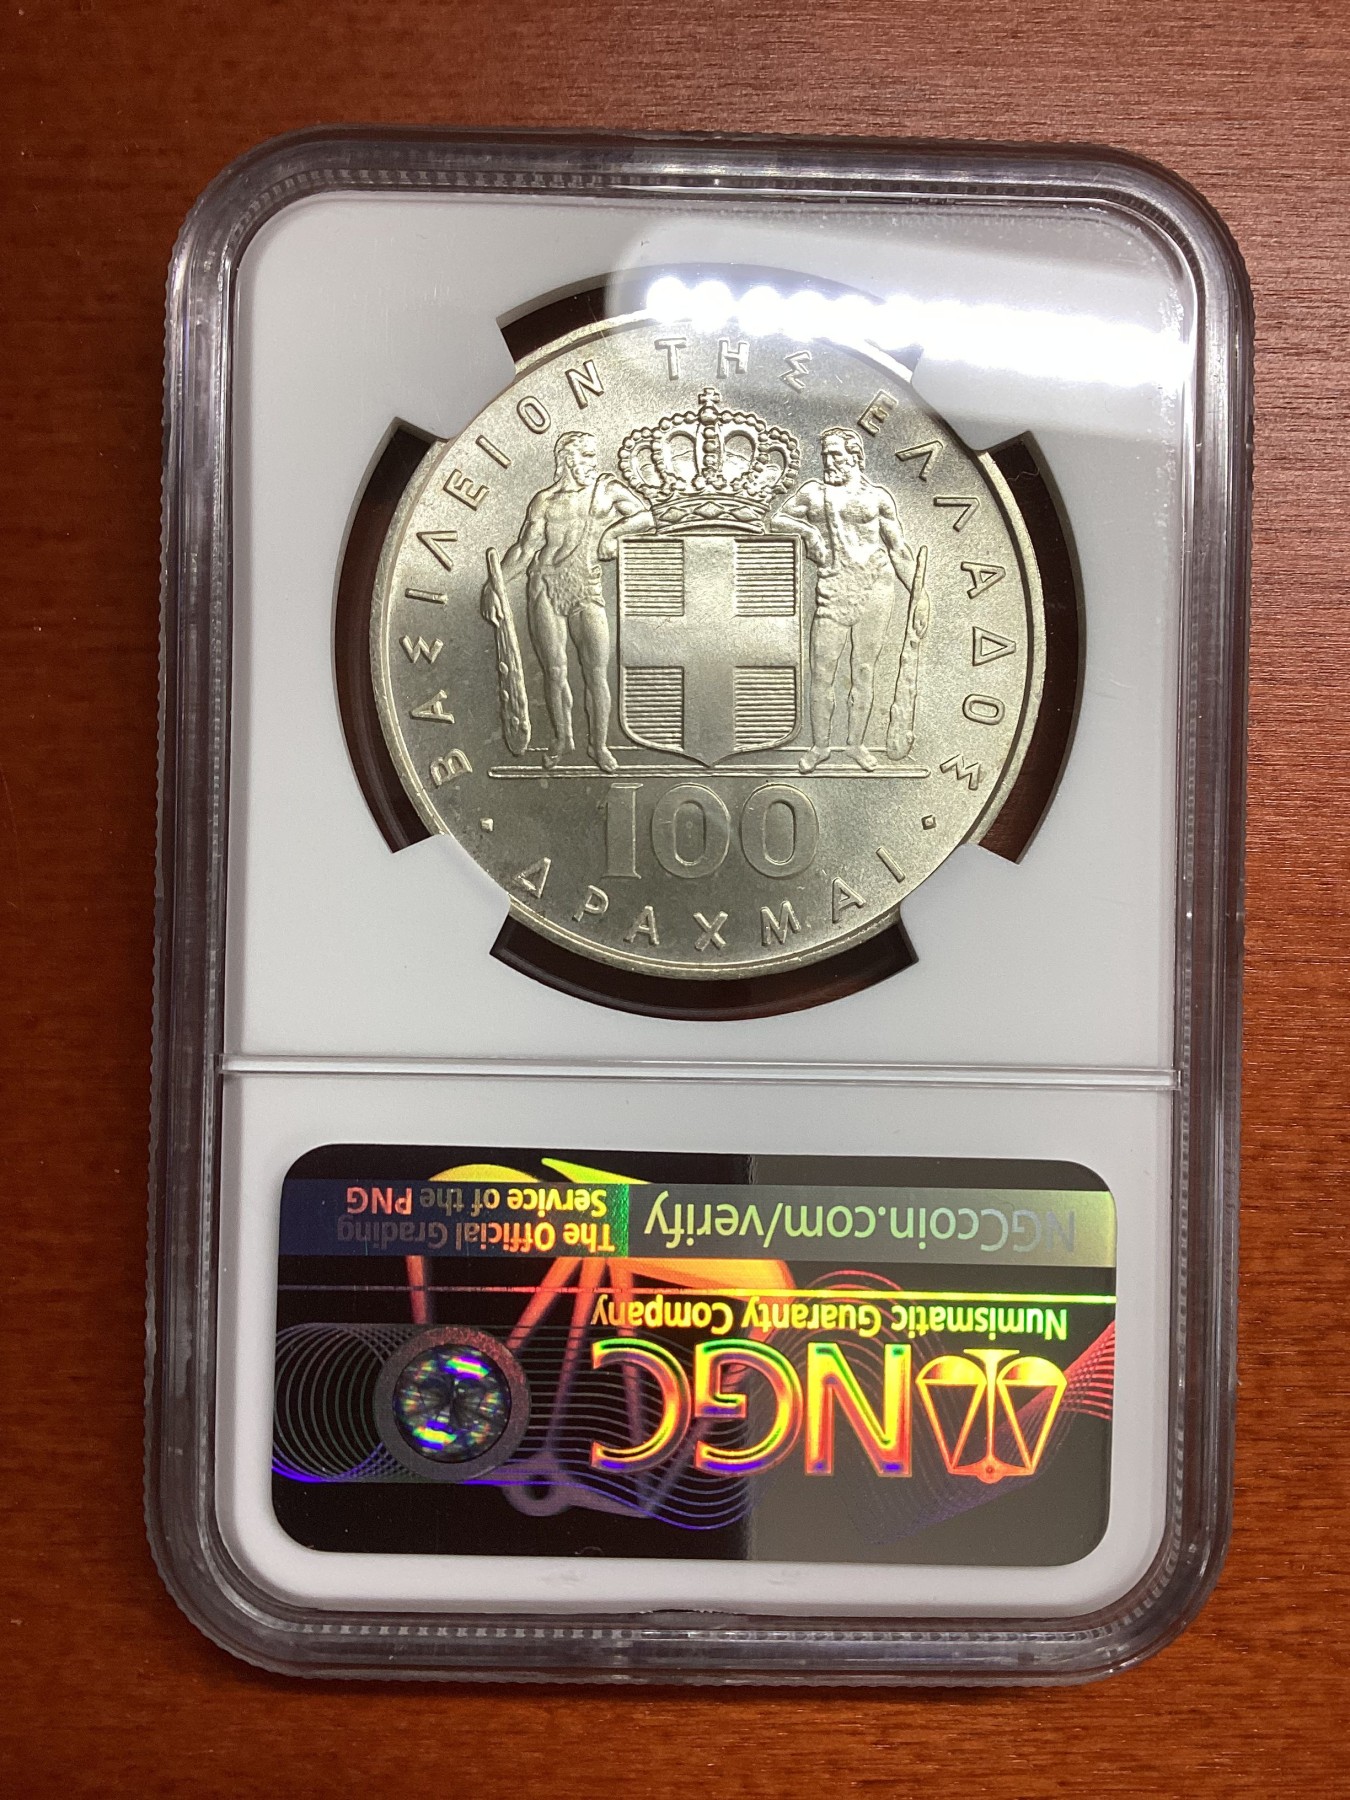 ΒΑΣΙΛΕΙΟΝ ΤΗΣ ΕΛΛΑΔΟΣ
100
· ΔΡΑΧΜΑΙ ·
NGC
Numismatic Guaranty Company
NGCcoin.com/verify
The Official Grading
Service of the PNG